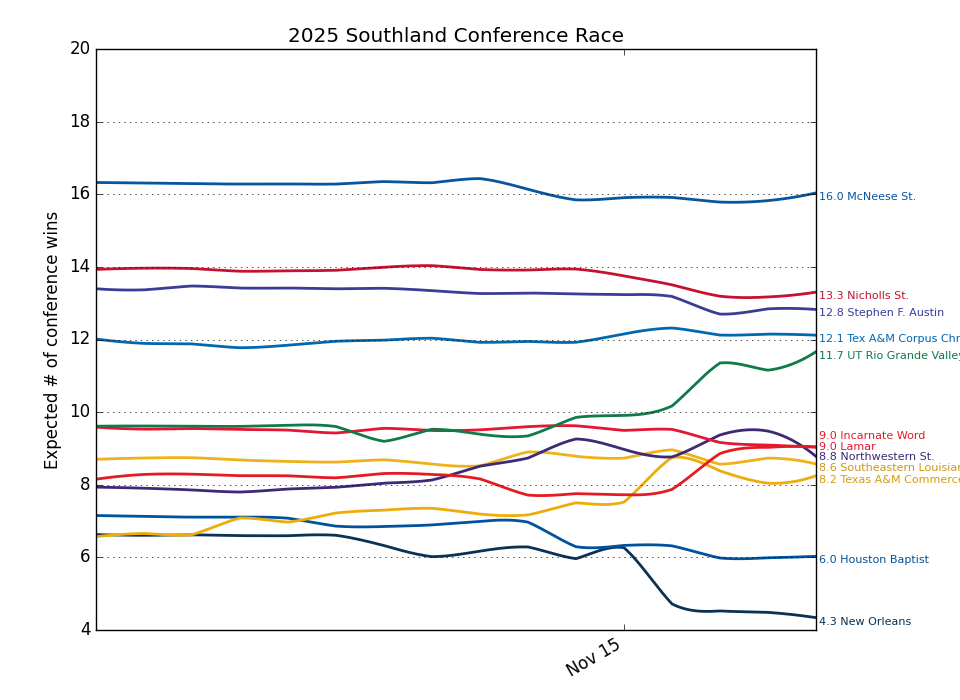 2025 Southland Conference Race
Expected # of conference wins
20
18
16
14
12
10
8
6
4
Nov 15
16.0 McNeese St.
13.3 Nicholls St.
12.8 Stephen F. Austin
12.1 Tex A&M Corpus Chr
11.7 UT Rio Grande Valley
9.0 Incarnate Word
9.0 Lamar
8.8 Northwestern St.
8.6 Southeastern Louisian
8.2 Texas A&M Commerce
6.0 Houston Baptist
4.3 New Orleans